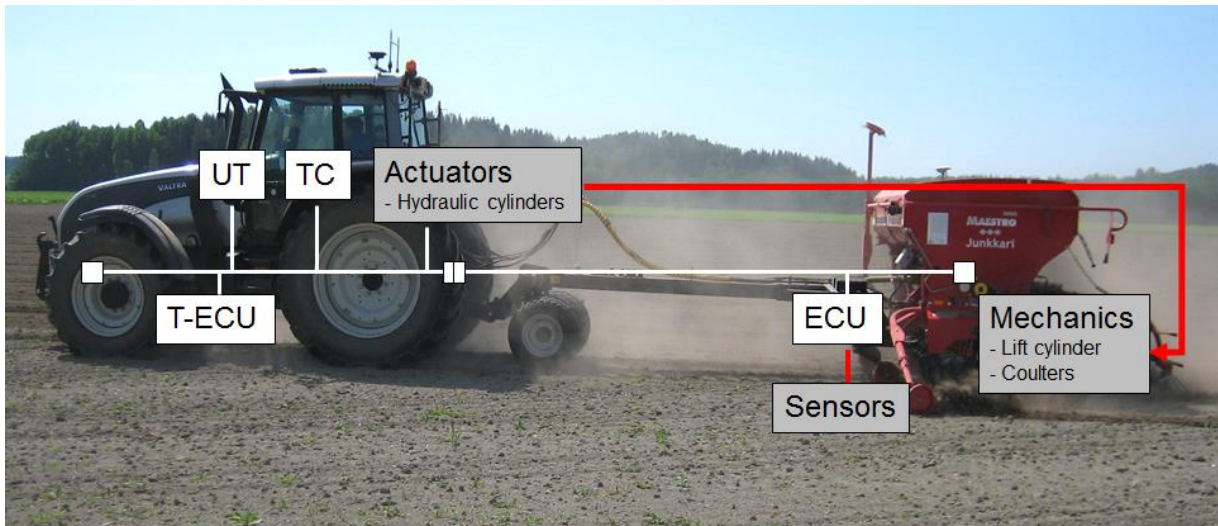 UT
TC
Actuators
- Hydraulic cylinders
VALTRA
MAESTRO
Junkkari
T-ECU
ECU
Mechanics
- Lift cylinder
- Coulters
Sensors